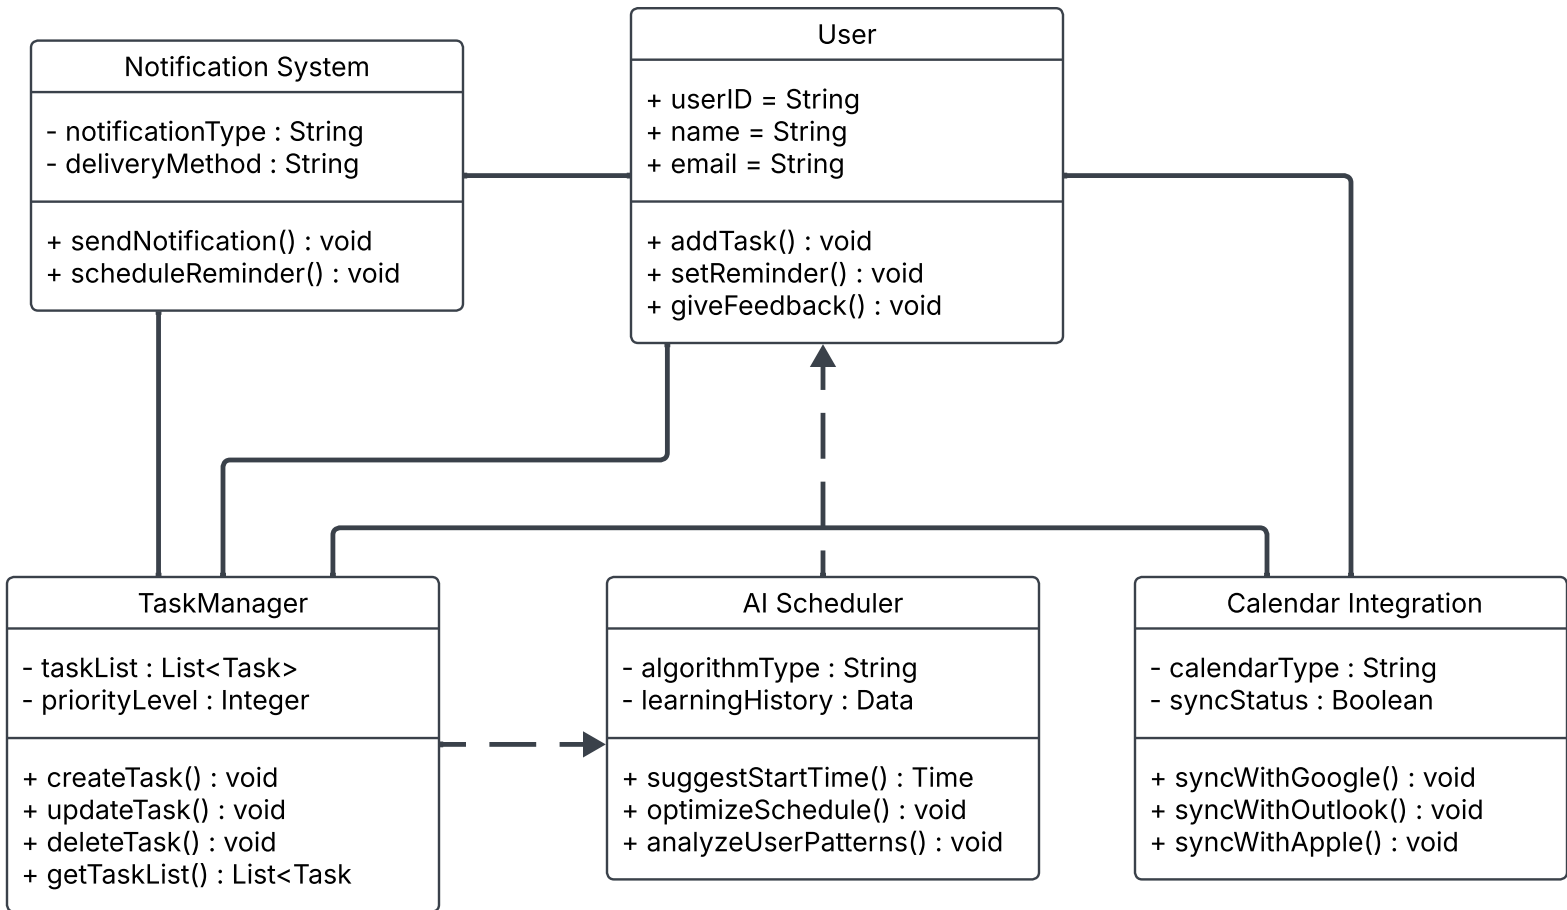 Notification System
- notificationType : String
- deliveryMethod : String
+ sendNotification() : void
+ scheduleReminder() : void
User
+ userID = String
+ name = String
+ email = String
+ addTask() : void
+ setReminder() : void
+ giveFeedback() : void
TaskManager
- taskList : List<Task>
- priorityLevel : Integer
+ createTask() : void
+ updateTask() : void
+ deleteTask() : void
+ getTaskList() : List<Task
AI Scheduler
- algorithmType : String
- learningHistory : Data
+ suggestStartTime() : Time
+ optimizeSchedule() : void
+ analyzeUserPatterns() : void
Calendar Integration
- calendarType : String
- syncStatus : Boolean
+ syncWithGoogle() : void
+ syncWithOutlook() : void
+ syncWithApple() : void